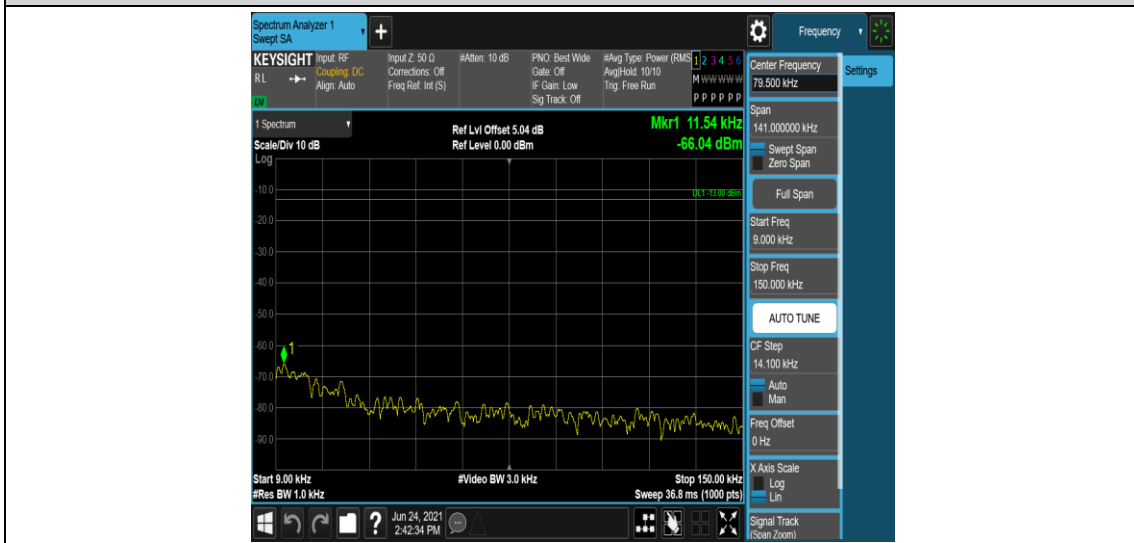 Spectrum Analyzer 1
Swept SA
+
Frequency
KEYSIGHT
RL
LXI
Input: RF
Coupling: DC
Align: Auto
Input Z: 50 Ω
Corrections: Off
Freq Ref: Int (S)
#Atten: 10 dB
PNO: Best Wide
Gate: Off
IF Gain: Low
Sig Track: Off
#Avg Type: Power (RMS
Avg|Hold: 10/10
Trig: Free Run
1 2 3 4 5 6
M W W W W W
P P P P P P
1 Spectrum
Scale/Div 10 dB
Ref Lvl Offset 5.04 dB
Ref Level 0.00 dBm
Mkr1 11.54 kHz
-66.04 dBm
Log
DL1 -13.00 dBm
-10.0
-20.0
-30.0
-40.0
-50.0
-60.0
-70.0
-80.0
-90.0
1
Start 9.00 kHz
#Res BW 1.0 kHz
#Video BW 3.0 kHz
Stop 150.00 kHz
Sweep 36.8 ms (1000 pts)
?
Jun 24, 2021
2:42:34 PM
Center Frequency
79.500 kHz
Settings
Span
141.000000 kHz
Swept Span
Zero Span
Full Span
Start Freq
9.000 kHz
Stop Freq
150.000 kHz
AUTO TUNE
CF Step
14.100 kHz
Auto
Man
Freq Offset
0 Hz
X Axis Scale
Log
Lin
Signal Track
(Span Zoom)